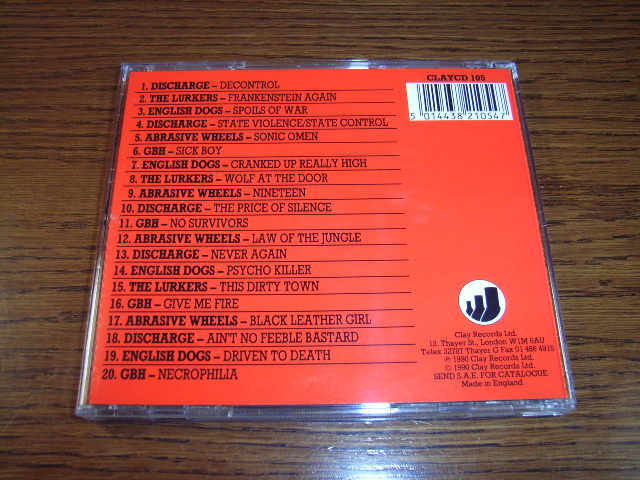 1. DISCHARGE – DECONTROL
2. THE LURKERS – FRANKENSTEIN AGAIN
3. ENGLISH DOGS – SPOILS OF WAR
4. DISCHARGE – STATE VIOLENCE/STATE CONTROL
5. ABRASIVE WHEELS – SONIC OMEN
6. GBH – SICK BOY
7. ENGLISH DOGS – CRANKED UP REALLY HIGH
8. THE LURKERS – WOLF AT THE DOOR
9. ABRASIVE WHEELS – NINETEEN
10. DISCHARGE – THE PRICE OF SILENCE
11. GBH – NO SURVIVORS
12. ABRASIVE WHEELS – LAW OF THE JUNGLE
13. DISCHARGE – NEVER AGAIN
14. ENGLISH DOGS – PSYCHO KILLER
15. THE LURKERS – THIS DIRTY TOWN
16. GBH – GIVE ME FIRE
17. ABRASIVE WHEELS – BLACK LEATHER GIRL
18. DISCHARGE – AIN'T NO FEEBLE BASTARD
19. ENGLISH DOGS – DRIVEN TO DEATH
20. GBH – NECROPHILIA
CLAYCD 105
5 014438 210547
Clay Records Ltd.
12, Thayer St., London W1M 6AU
Telex 22787 Thayer G Fax 01 486 4915
℗ 1990 Clay Records Ltd.
© 1990 Clay Records Ltd.
SEND S.A.E. FOR CATALOGUE
Made in England